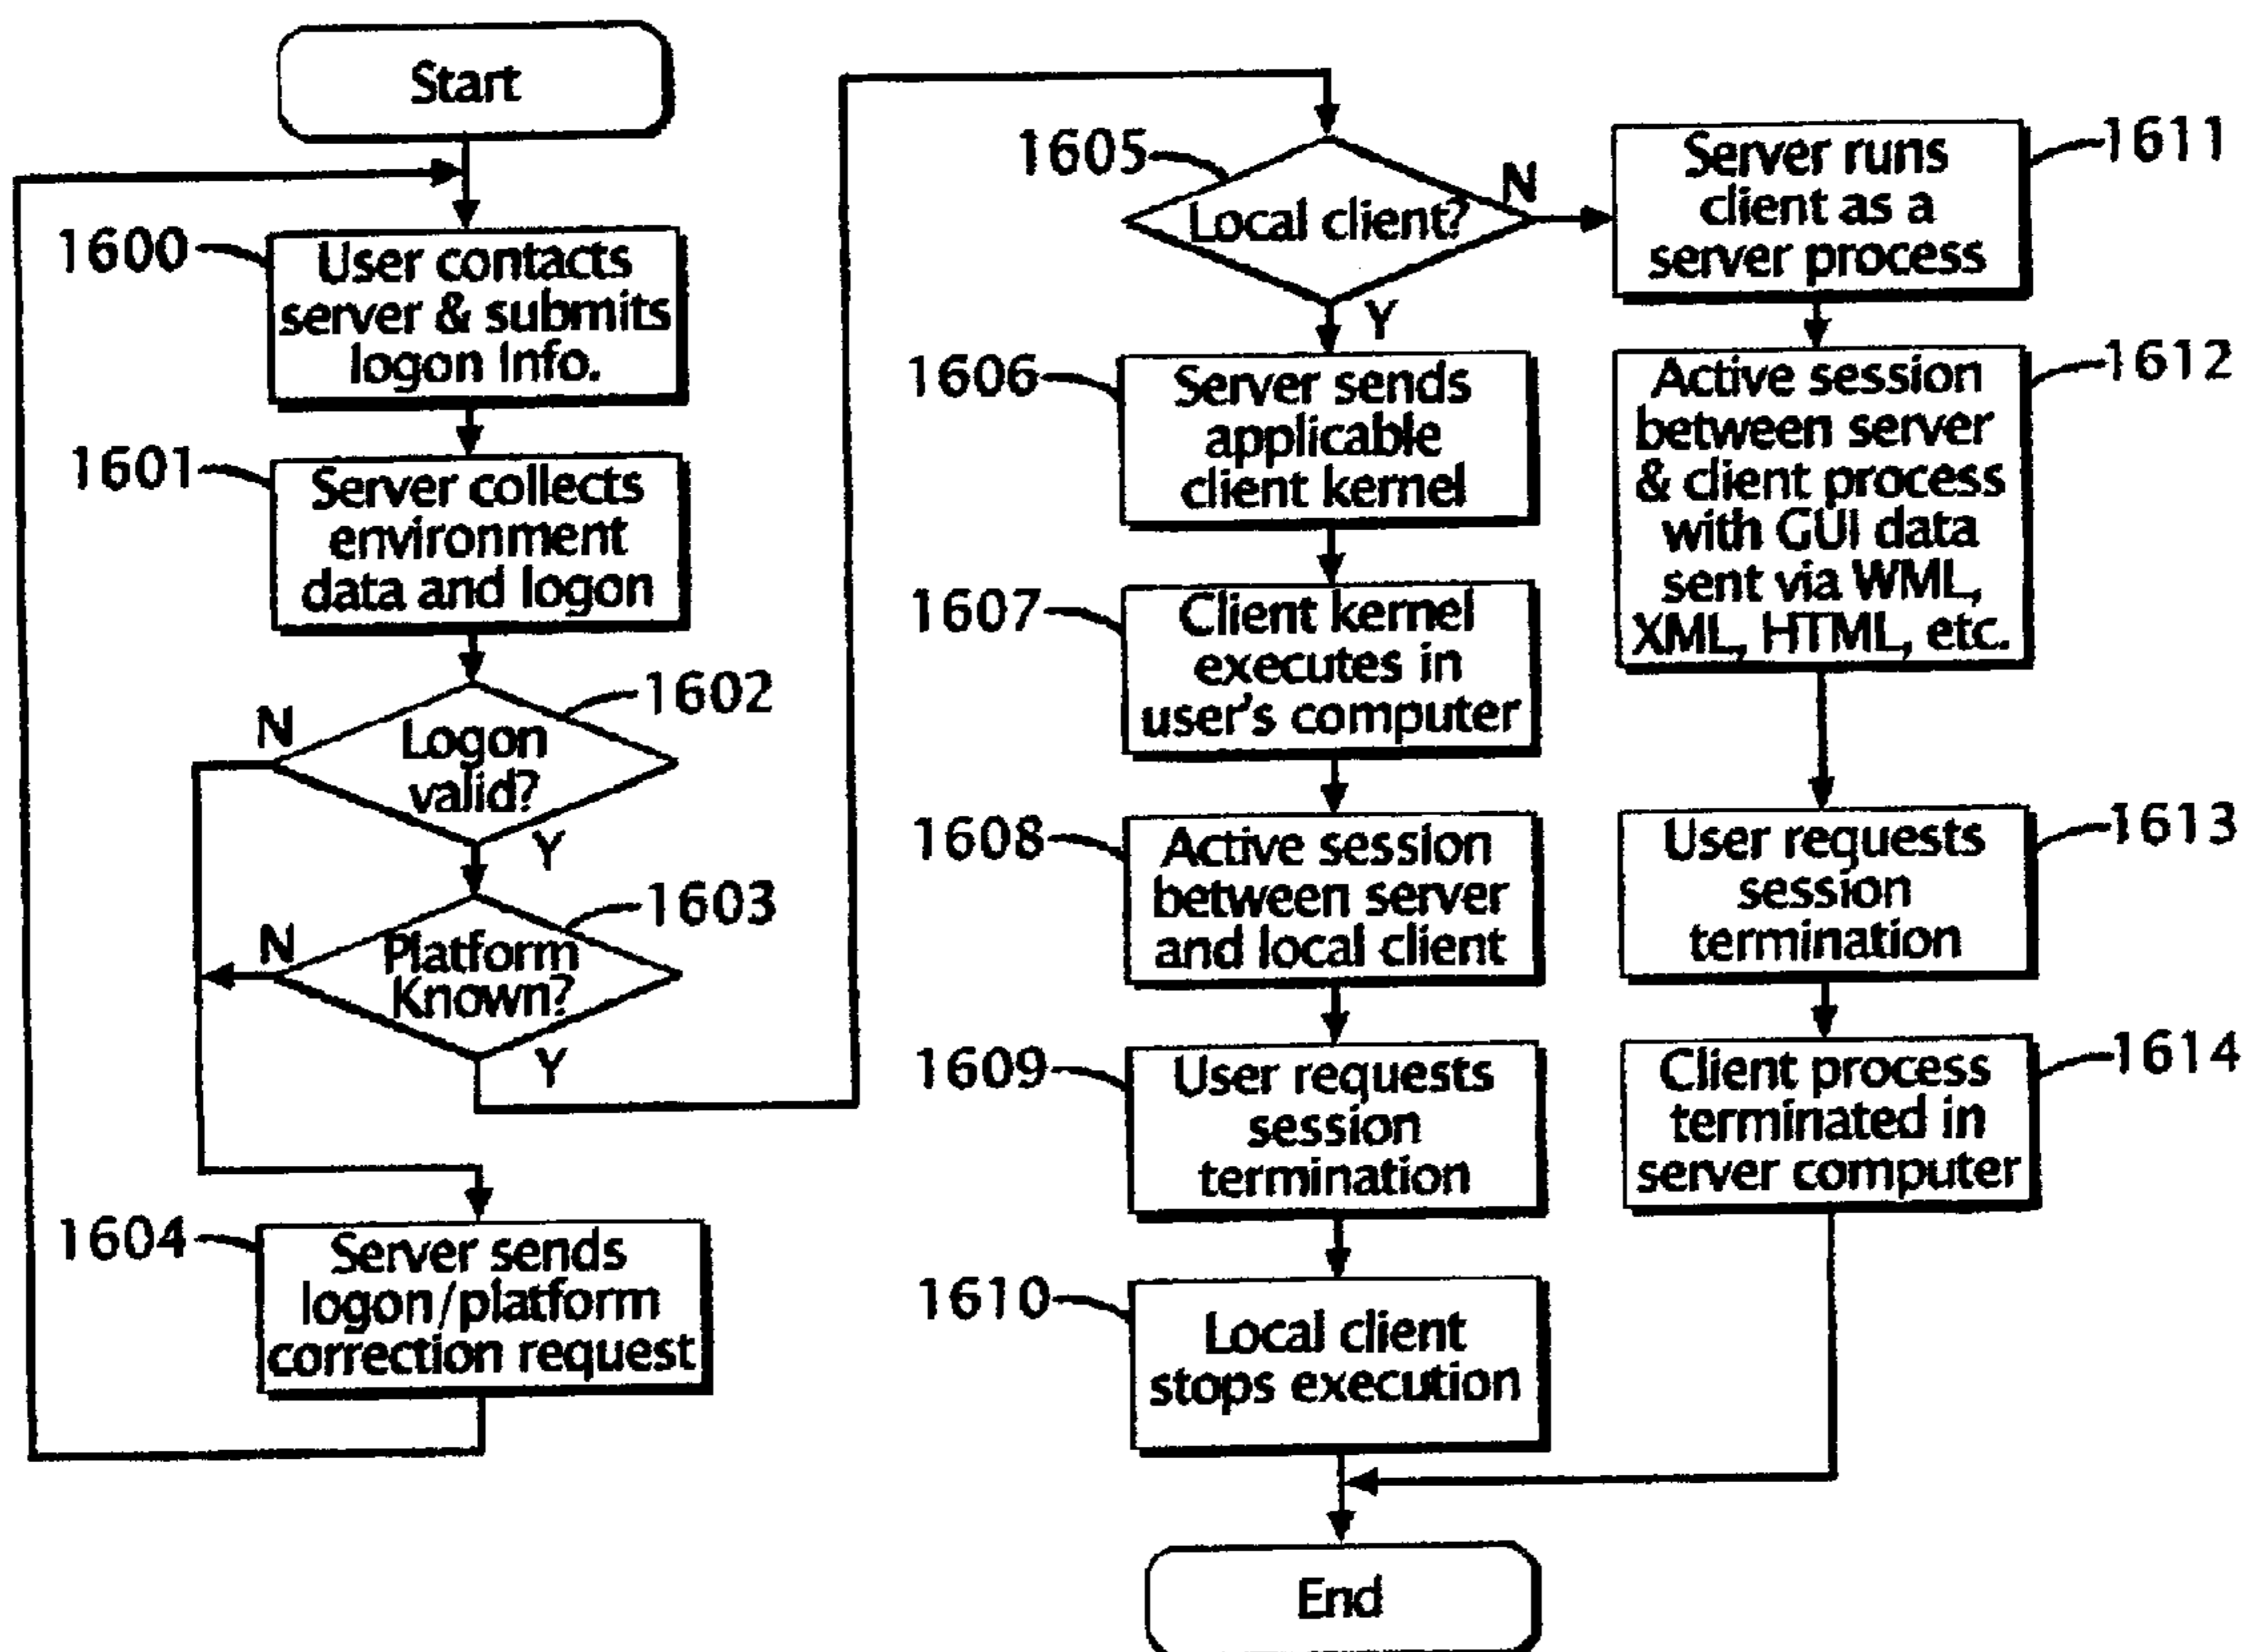 Start
1600
User contacts
server & submits
logon Info.
1601
Server collects
environment
data and logon
1602
N
Logon
valid?
Y
1603
N
Platform
Known?
Y
1604
Server sends
logon/platform
correction request
1605
Local client?
N
Y
1606
Server sends
applicable
client kernel
1607
Client kernel
executes in
user's computer
1608
Active session
between server
and local client
1609
User requests
session
termination
1610
Local client
stops execution
1611
Server runs
client as a
server process
1612
Active session
between server
& client process
with GUI data
sent via WML,
XML, HTML, etc.
1613
User requests
session
termination
1614
Client process
terminated in
server computer
End